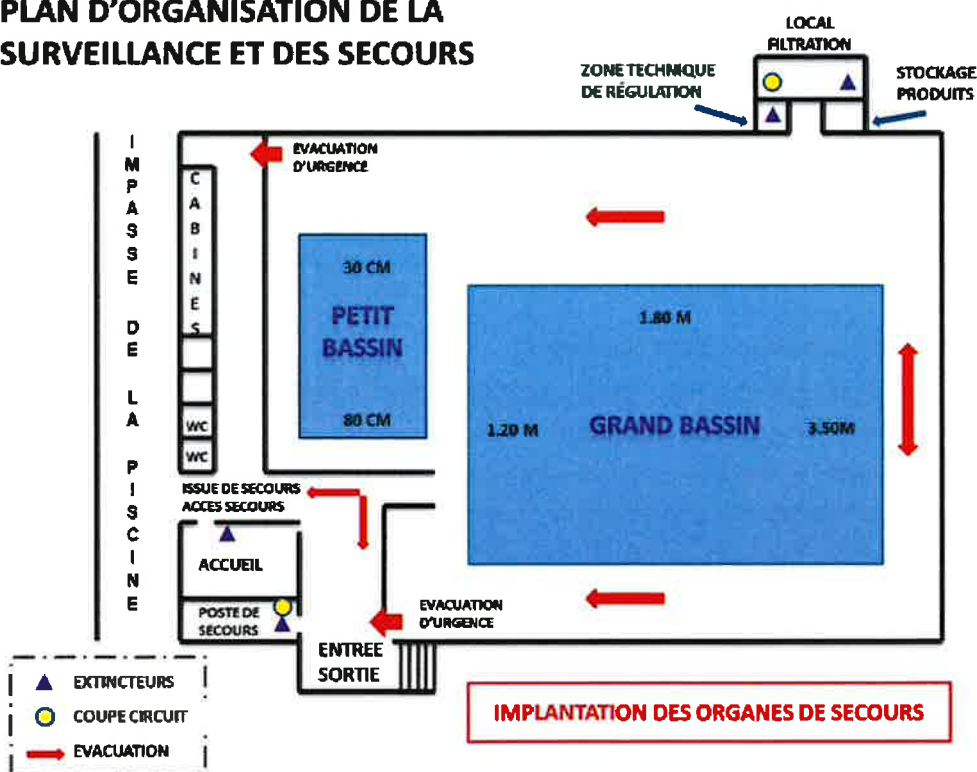 PLAN D'ORGANISATION DE LA
SURVEILLANCE ET DES SECOURS
LOCAL
FILTRATION
ZONE TECHNIQUE
DE RÉGULATION
STOCKAGE
PRODUITS
IMPASSE DE LA PISCINE
EVACUATION
D'URGENCE
CABINES
30 CM
PETIT
BASSIN
80 CM
1.80 M
1.20 M
GRAND BASSIN
3.50M
WC
WC
ISSUE DE SECOURS
ACCES SECOURS
ACCUEIL
POSTE DE
SECOURS
EVACUATION
D'URGENCE
ENTREE
SORTIE
EXTINCTEURS
COUPE CIRCUIT
EVACUATION
IMPLANTATION DES ORGANES DE SECOURS